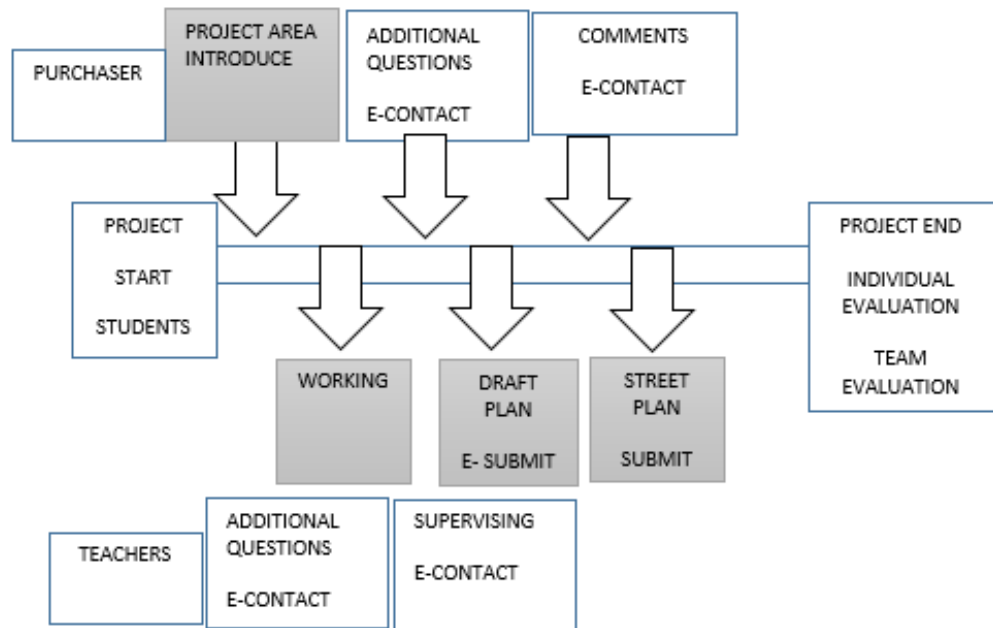 PURCHASER
PROJECT AREA
INTRODUCE
ADDITIONAL
QUESTIONS
E-CONTACT
COMMENTS
E-CONTACT
PROJECT
START
STUDENTS
PROJECT END
INDIVIDUAL
EVALUATION
TEAM
EVALUATION
WORKING
DRAFT
PLAN
E- SUBMIT
STREET
PLAN
SUBMIT
TEACHERS
ADDITIONAL
QUESTIONS
E-CONTACT
SUPERVISING
E-CONTACT